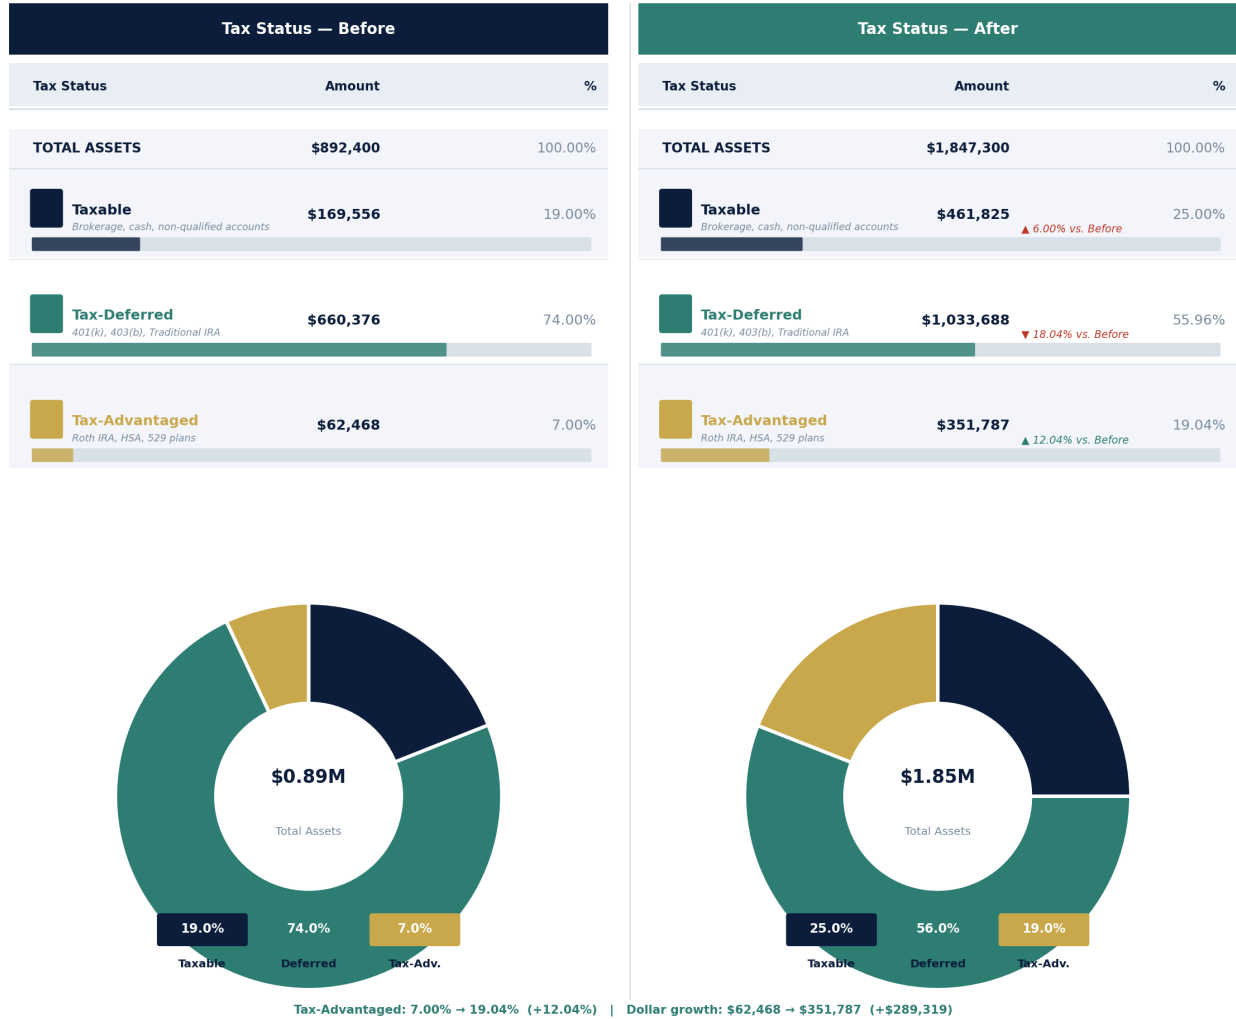 Tax Status — Before
Tax Status Amount %
TOTAL ASSETS $892,400 100.00%
Taxable $169,556 19.00%
Brokerage, cash, non-qualified accounts
Tax-Deferred $660,376 74.00%
401(k), 403(b), Traditional IRA
Tax-Advantaged $62,468 7.00%
Roth IRA, HSA, 529 plans
$0.89M
Total Assets
19.0% 74.0% 7.0%
Taxable Deferred Tax-Adv.
Tax Status — After
Tax Status Amount %
TOTAL ASSETS $1,847,300 100.00%
Taxable $461,825 25.00%
Brokerage, cash, non-qualified accounts ▲ 6.00% vs. Before
Tax-Deferred $1,033,688 55.96%
401(k), 403(b), Traditional IRA ▼ 18.04% vs. Before
Tax-Advantaged $351,787 19.04%
Roth IRA, HSA, 529 plans ▲ 12.04% vs. Before
$1.85M
Total Assets
25.0% 56.0% 19.0%
Taxable Deferred Tax-Adv.
Tax-Advantaged: 7.00% → 19.04% (+12.04%) | Dollar growth: $62,468 → $351,787 (+$289,319)